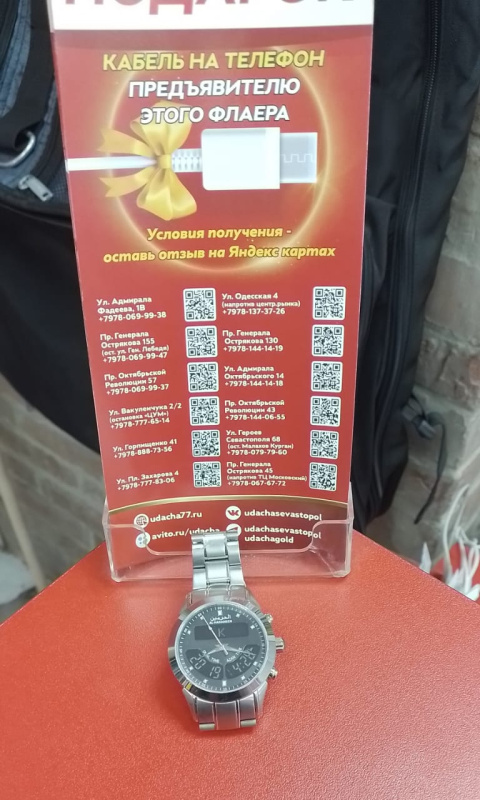 ПОДАРОК
КАБЕЛЬ НА ТЕЛЕФОН
ПРЕДЪЯВИТЕЛЮ
ЭТОГО ФЛАЕРА
Условия получения -
оставь отзыв на Яндекс картах
Ул. Адмирала
Фадеева, 1В
+7978-069-99-38
Пр. Генерала
Острякова 155
(ост. ул. Ген. Лебедя)
+7978-069-99-47
Пр. Октябрьской
Революции 57
+7978-069-99-37
Ул. Вакуленчука 2/2
(остановка «ЦУМ»)
+7978-777-65-14
Ул. Горпищенко 41
+7978-888-73-56
Ул. Пл. Захарова 4
+7978-777-83-06
Ул. Одесская 4
(напротив центр.рынка)
+7978-137-37-26
Пр. Генерала
Острякова 130
+7978-144-14-19
Ул. Адмирала
Октябрьского 14
+7978-144-14-18
Пр. Октябрьской
Революции 43
+7978-144-06-55
Ул. Героев
Севастополя 68
(ост. Малахов Курган)
+7978-079-79-60
Пр. Генерала
Острякова 45
(напротив ТЦ Московский)
+7978-067-67-72
udacha77.ru
avito.ru/udacha
udachasevastopol
udachasevastopol
udachagold